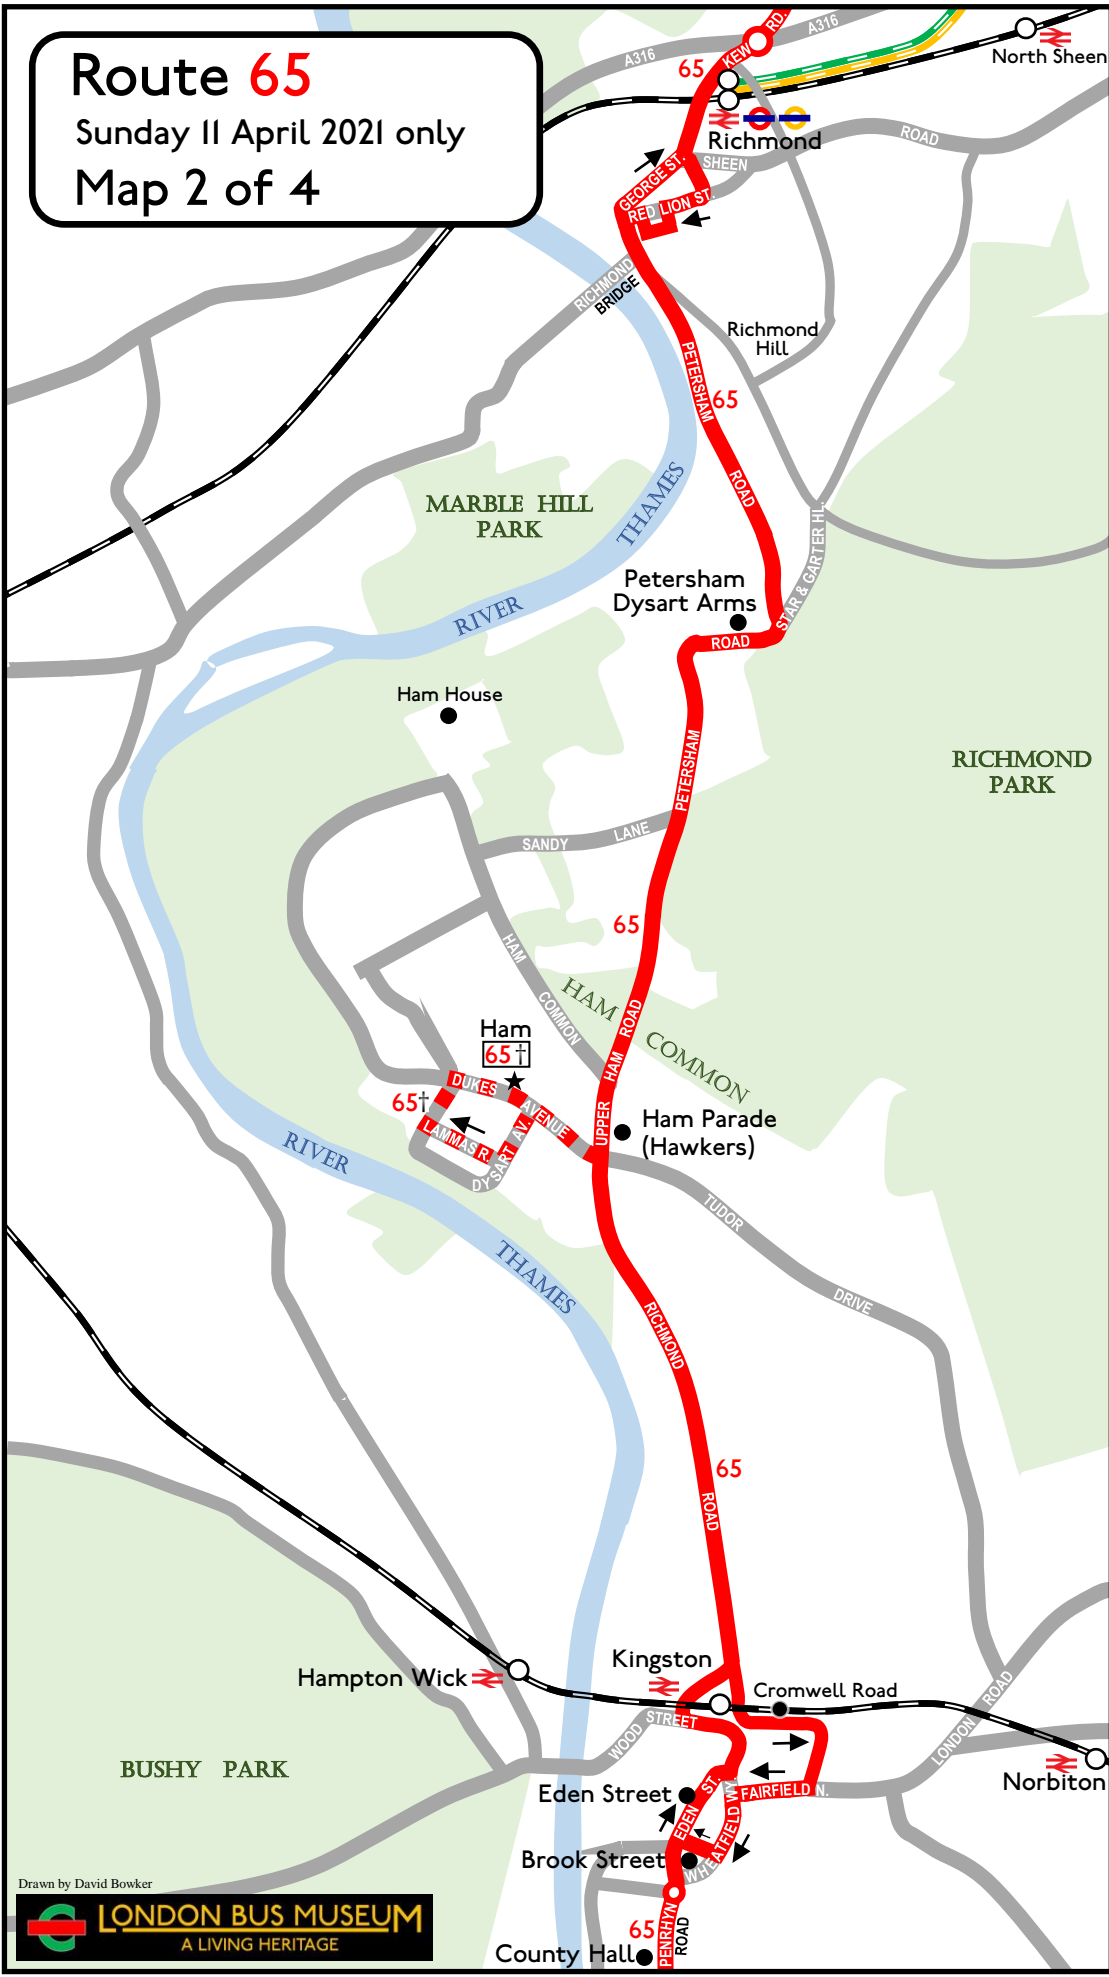 Route 65
Sunday 11 April 2021 only
Map 2 of 4
A316
A316
KEW RD.
65
North Sheen
Richmond
SHEEN
ROAD
GEORGE ST.
RED LION ST.
RICHMOND
BRIDGE
Richmond
Hill
PETERSHAM
65
ROAD
MARBLE HILL
PARK
THAMES
RIVER
STAR & GARTER HL.
Petersham
Dysart Arms
ROAD
Ham House
PETERSHAM
RICHMOND
PARK
SANDY LANE
65
HAM
COMMON
HAM
COMMON
ROAD
HAM
UPPER
Ham
65†
DUKES
AVENUE
65†
LAMMAS R.
DYSART AV.
Ham Parade
(Hawkers)
RIVER
THAMES
TUDOR
DRIVE
RICHMOND
65
ROAD
Kingston
Hampton Wick
Cromwell Road
WOOD STREET
LONDON ROAD
Norbiton
BUSHY PARK
Eden Street
EDEN ST.
FAIRFIELD N.
WHEATFIELD WY.
Brook Street
65
PENRHYN
ROAD
County Hall
Drawn by David Bowker
LONDON BUS MUSEUM
A LIVING HERITAGE